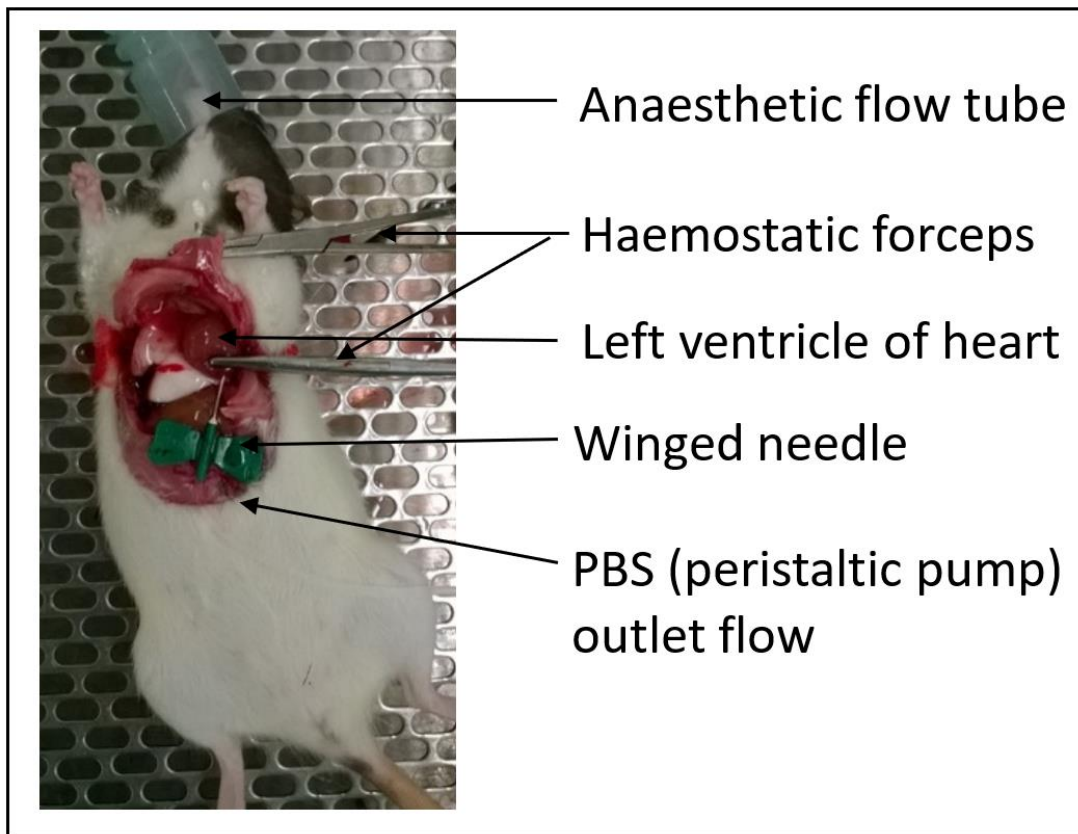 Anaesthetic flow tube
Haemostatic forceps
Left ventricle of heart
Winged needle
PBS (peristaltic pump)
outlet flow